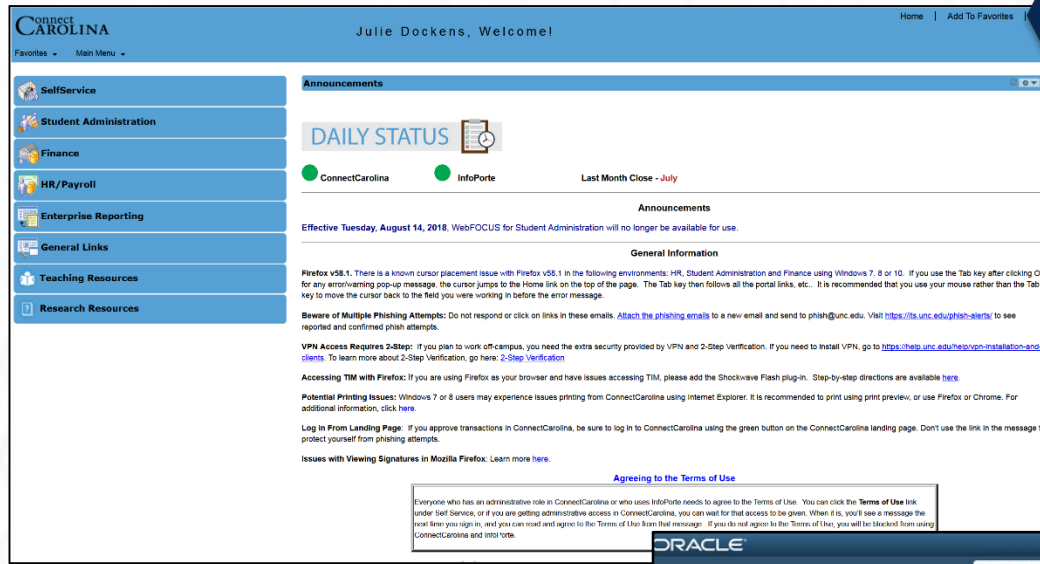 Connect
CAROLINA
Julie Dockens, Welcome!
Home | Add To Favorites |
Favorites Main Menu
SelfService
Student Administration
Finance
HR/Payroll
Enterprise Reporting
General Links
Teaching Resources
Research Resources
Announcements
DAILY STATUS
ConnectCarolina InfoPorte Last Month Close - July
Announcements
Effective Tuesday, August 14, 2018, WebFOCUS for Student Administration will no longer be available for use.
General Information
Firefox v58.1. There is a known cursor placement issue with Firefox v58.1 in the following environments: HR, Student Administration and Finance using Windows 7, 8 or 10. If you use the Tab key after clicking O
for any error/warning pop-up message, the cursor jumps to the Home link on the top of the page. The Tab key then follows all the portal links, etc.. It is recommended that you use your mouse rather than the Tab
key to move the cursor back to the field you were working in before the error message.
Beware of Multiple Phishing Attempts: Do not respond or click on links in these emails. Attach the phishing emails to a new email and send to phish@unc.edu. Visit https://its.unc.edu/phish-alerts/ to see
reported and confirmed phish attempts.
VPN Access Requires 2-Step: If you plan to work off-campus, you need the extra security provided by VPN and 2-Step Verification. If you need to install VPN, go to https://help.unc.edu/help/vpn-installation-and-
clients. To learn more about 2-Step Verification, go here: 2-Step Verification
Accessing TIM with Firefox: If you are using Firefox as your browser and have issues accessing TIM, please add the Shockwave Flash plug-in. Step-by-step directions are available here.
Potential Printing Issues: Windows 7 or 8 users may experience issues printing from ConnectCarolina using Internet Explorer. It is recommended to print using print preview, or use Firefox or Chrome. For
additional information, click here.
Log in From Landing Page: If you approve transactions in ConnectCarolina, be sure to log in to ConnectCarolina using the green button on the ConnectCarolina landing page. Don't use the link in the message
protect yourself from phishing attempts.
Issues with Viewing Signatures in Mozilla Firefox: Learn more here.
Agreeing to the Terms of Use
Everyone who has an administrative role in ConnectCarolina or who uses InfoPorte needs to agree to the Terms of Use. You can click the Terms of Use link
under Self Service, or if you are getting administrative access in ConnectCarolina, you can wait for that access to be given. When it is, you'll see a message the
next time you sign in, and you can read and agree to the Terms of Use from that message. If you do not agree to the Terms of Use, you will be blocked from using
ConnectCarolina and InfoPorte.
ORACLE